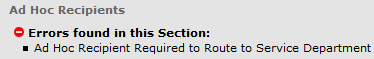 Ad Hoc Recipients
Errors found in this Section:
Ad Hoc Recipient Required to Route to Service Department